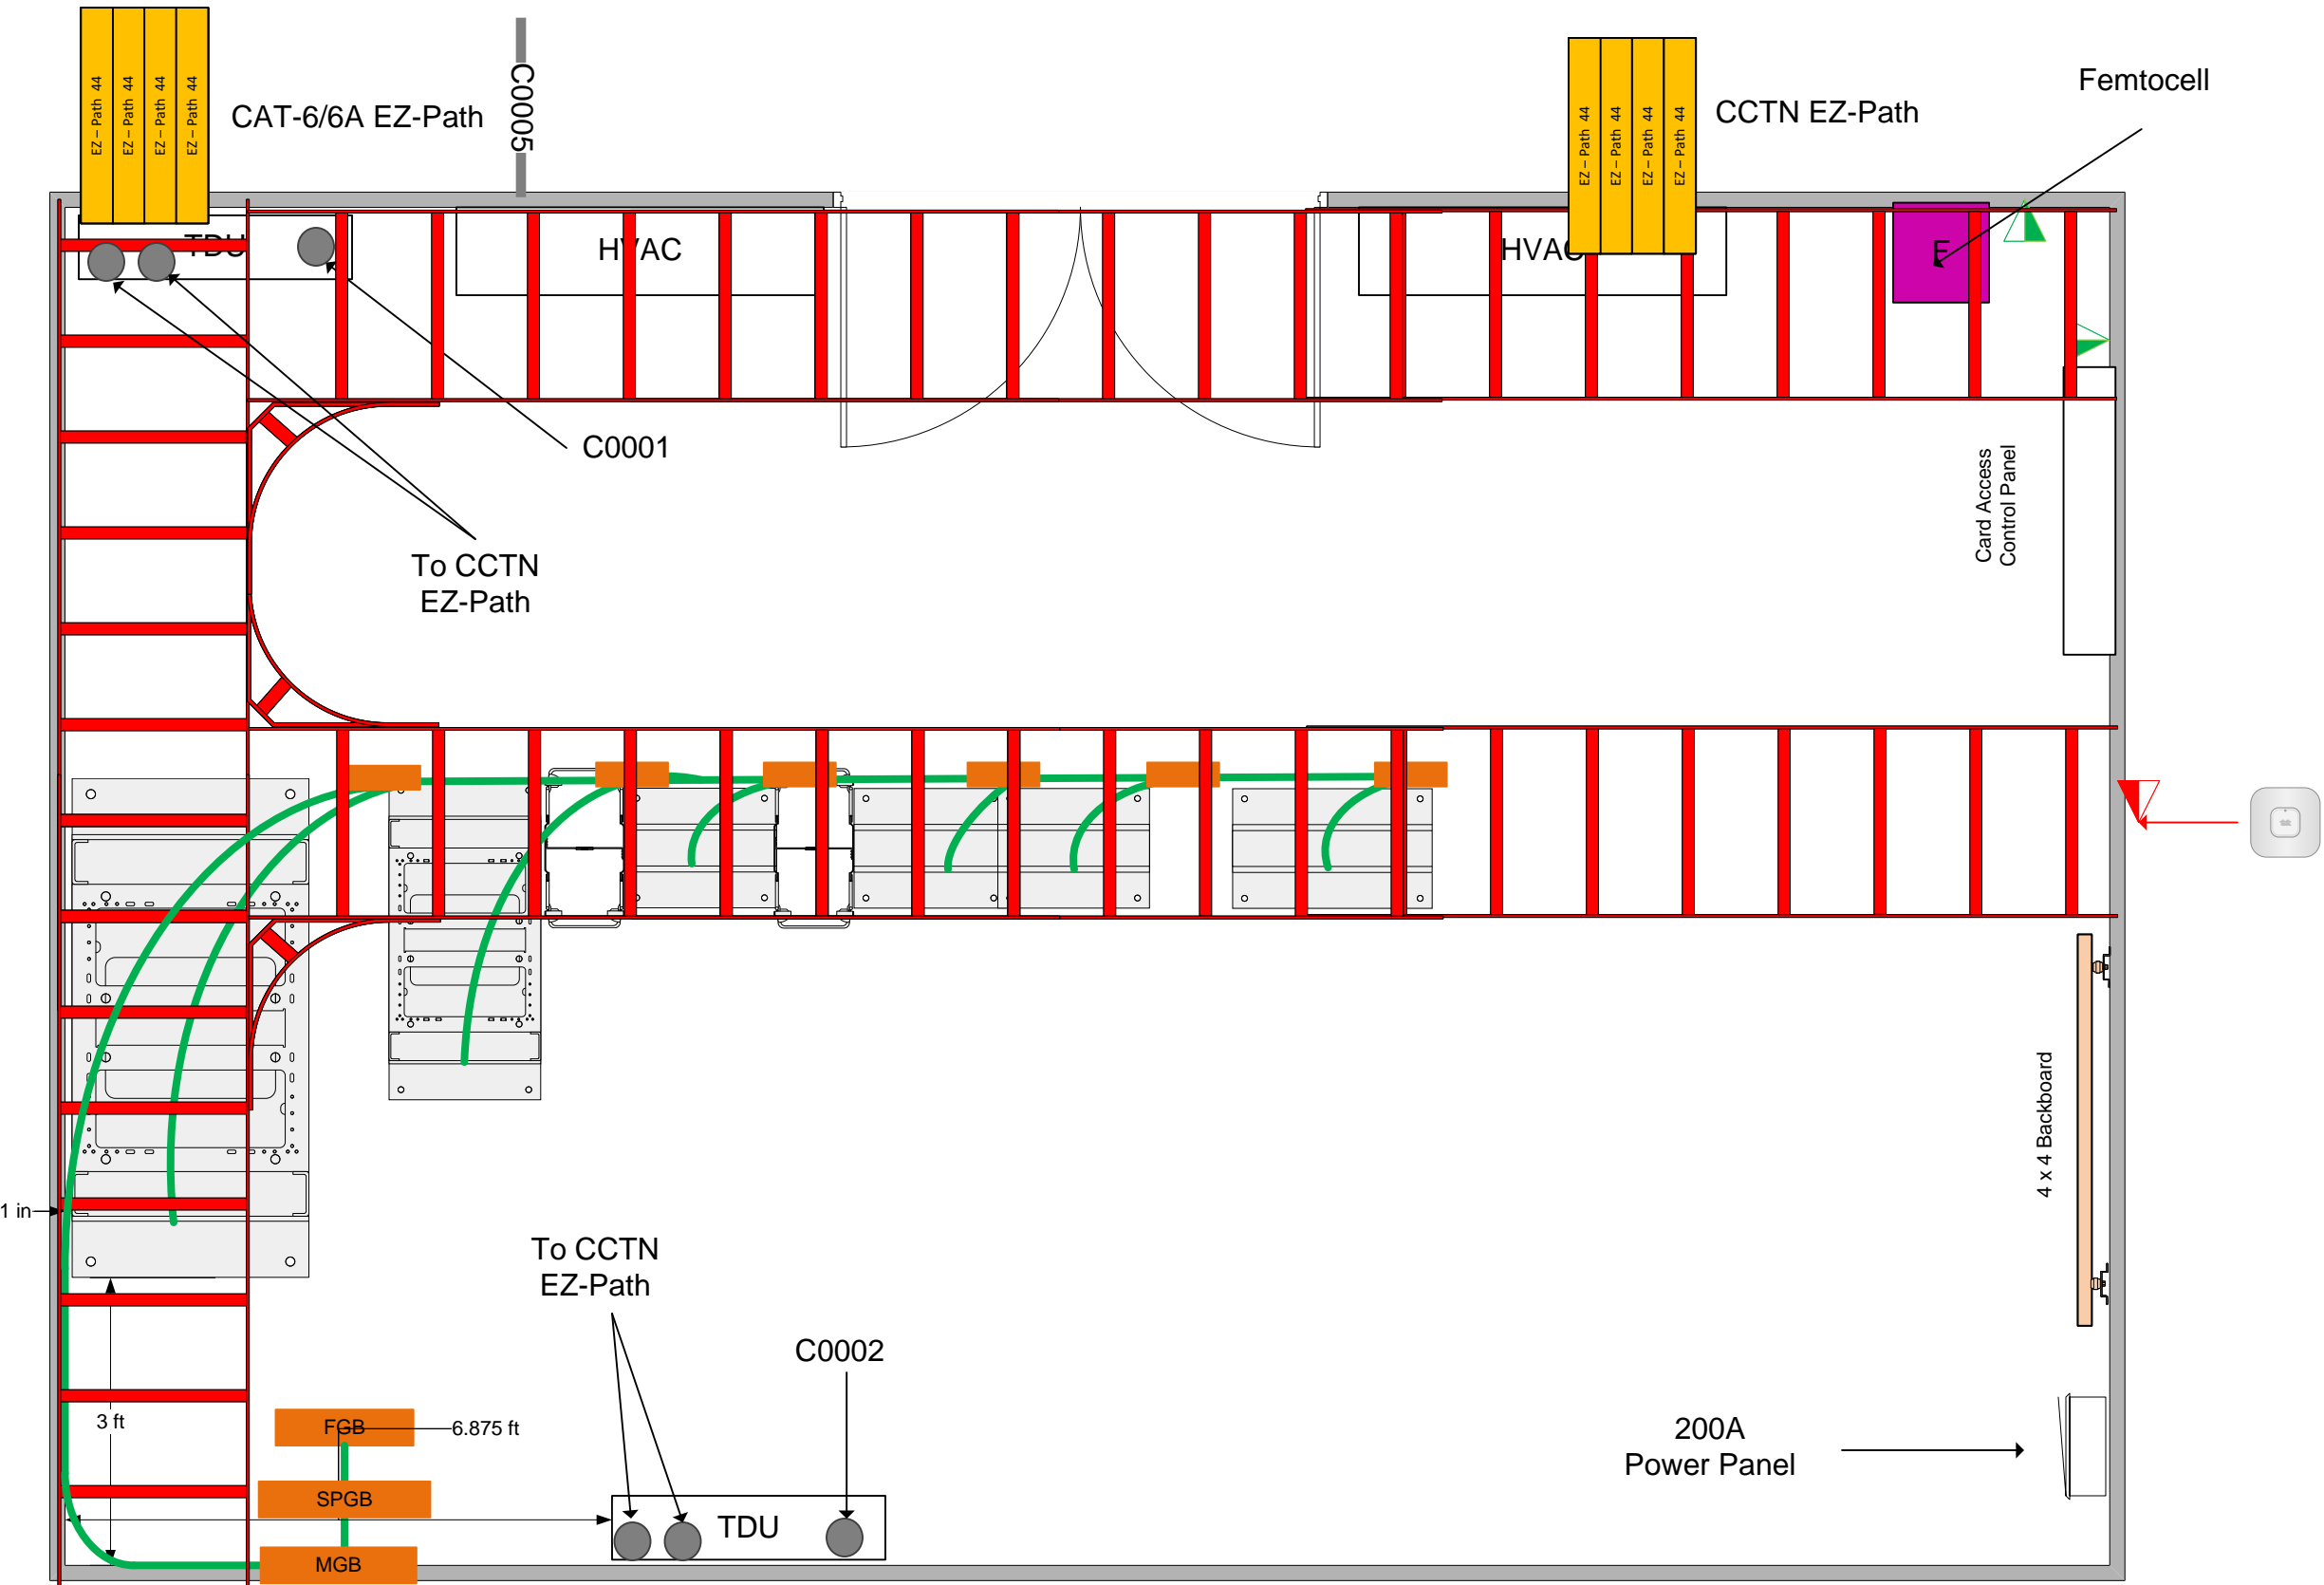 EZ – Path 44
EZ – Path 44
EZ – Path 44
EZ – Path 44
CAT-6/6A EZ-Path
C0005
EZ – Path 44
EZ – Path 44
EZ – Path 44
EZ – Path 44
CCTN EZ-Path
Femtocell
TDU
HVAC
HVAC
F
C0001
To CCTN
EZ-Path
Card Access
Control Panel
4 x 4 Backboard
1 in
To CCTN
EZ-Path
C0002
3 ft
FGB
6.875 ft
SPGB
MGB
TDU
200A
Power Panel